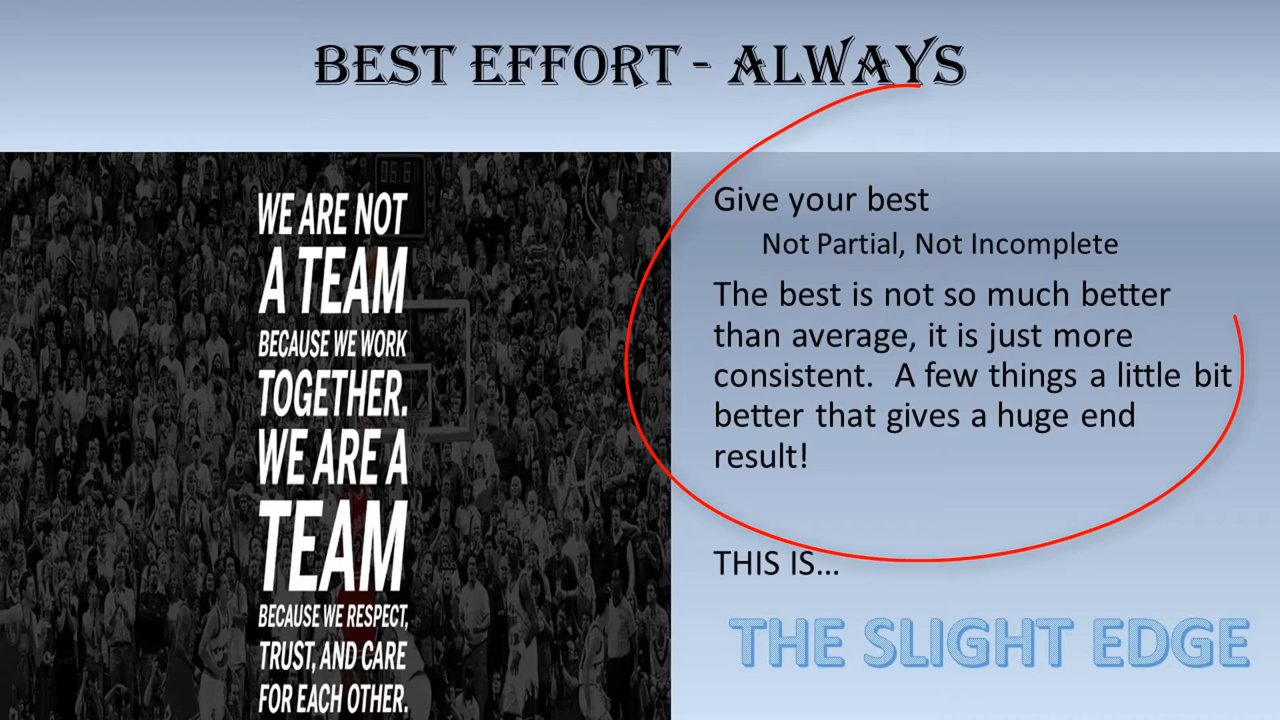 BEST EFFORT - ALWAYS
WE ARE NOT
A TEAM
BECAUSE WE WORK
TOGETHER.
WE ARE A
TEAM
BECAUSE WE RESPECT,
TRUST, AND CARE
FOR EACH OTHER.
Give your best
Not Partial, Not Incomplete
The best is not so much better
than average, it is just more
consistent. A few things a little bit
better that gives a huge end
result!
THIS IS...
THE SLIGHT EDGE